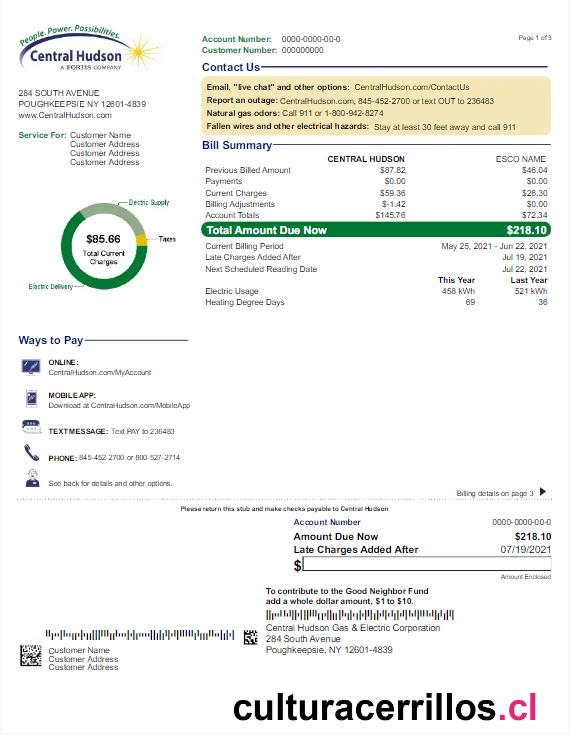 People. Power. Possibilities.
Central Hudson
A FORTIS COMPANY
284 SOUTH AVENUE
POUGHKEEPSIE NY 12601-4839
www.CentralHudson.com
Service For: Customer Name
Customer Address
Customer Address
Customer Address
Account Number: 0000-0000-00-0
Customer Number: 000000000
Page 1 of 3
Contact Us
Email, "live chat" and other options: CentralHudson.com/ContactUs
Report an outage: CentralHudson.com, 845-452-2700 or text OUT to 236483
Natural gas odors: Call 911 or 1-800-942-8274
Fallen wires and other electrical hazards: Stay at least 30 feet away and call 911
Bill Summary
CENTRAL HUDSON ESCO NAME
Previous Billed Amount $87.82 $46.04
Payments $0.00 $0.00
Current Charges $59.36 $26.30
Billing Adjustments $-1.42 $0.00
Account Totals $145.76 $72.34
Total Amount Due Now $218.10
Current Billing Period May 25, 2021 - Jun 22, 2021
Late Charges Added After Jul 19, 2021
Next Scheduled Reading Date Jul 22, 2021
This Year Last Year
Electric Usage 458 kWh 521 kWh
Heating Degree Days 69 36
Electric Supply
$85.66
Total Current
Charges
Taxes
Electric Delivery
Ways to Pay
ONLINE:
CentralHudson.com/MyAccount
MOBILE APP:
Download at CentralHudson.com/MobileApp
TEXT MESSAGE: Text PAY to 236483
PHONE: 845-452-2700 or 800-527-2714
See back for details and other options.
Billing details on page 3
Please return this stub and make checks payable to Central Hudson
Account Number 0000-0000-00-0
Amount Due Now $218.10
Late Charges Added After 07/19/2021
$
Amount Enclosed
To contribute to the Good Neighbor Fund
add a whole dollar amount, $1 to $10.
Central Hudson Gas & Electric Corporation
284 South Avenue
Poughkeepsie, NY 12601-4839
Customer Name
Customer Address
Customer Address
culturacerrillos.cl